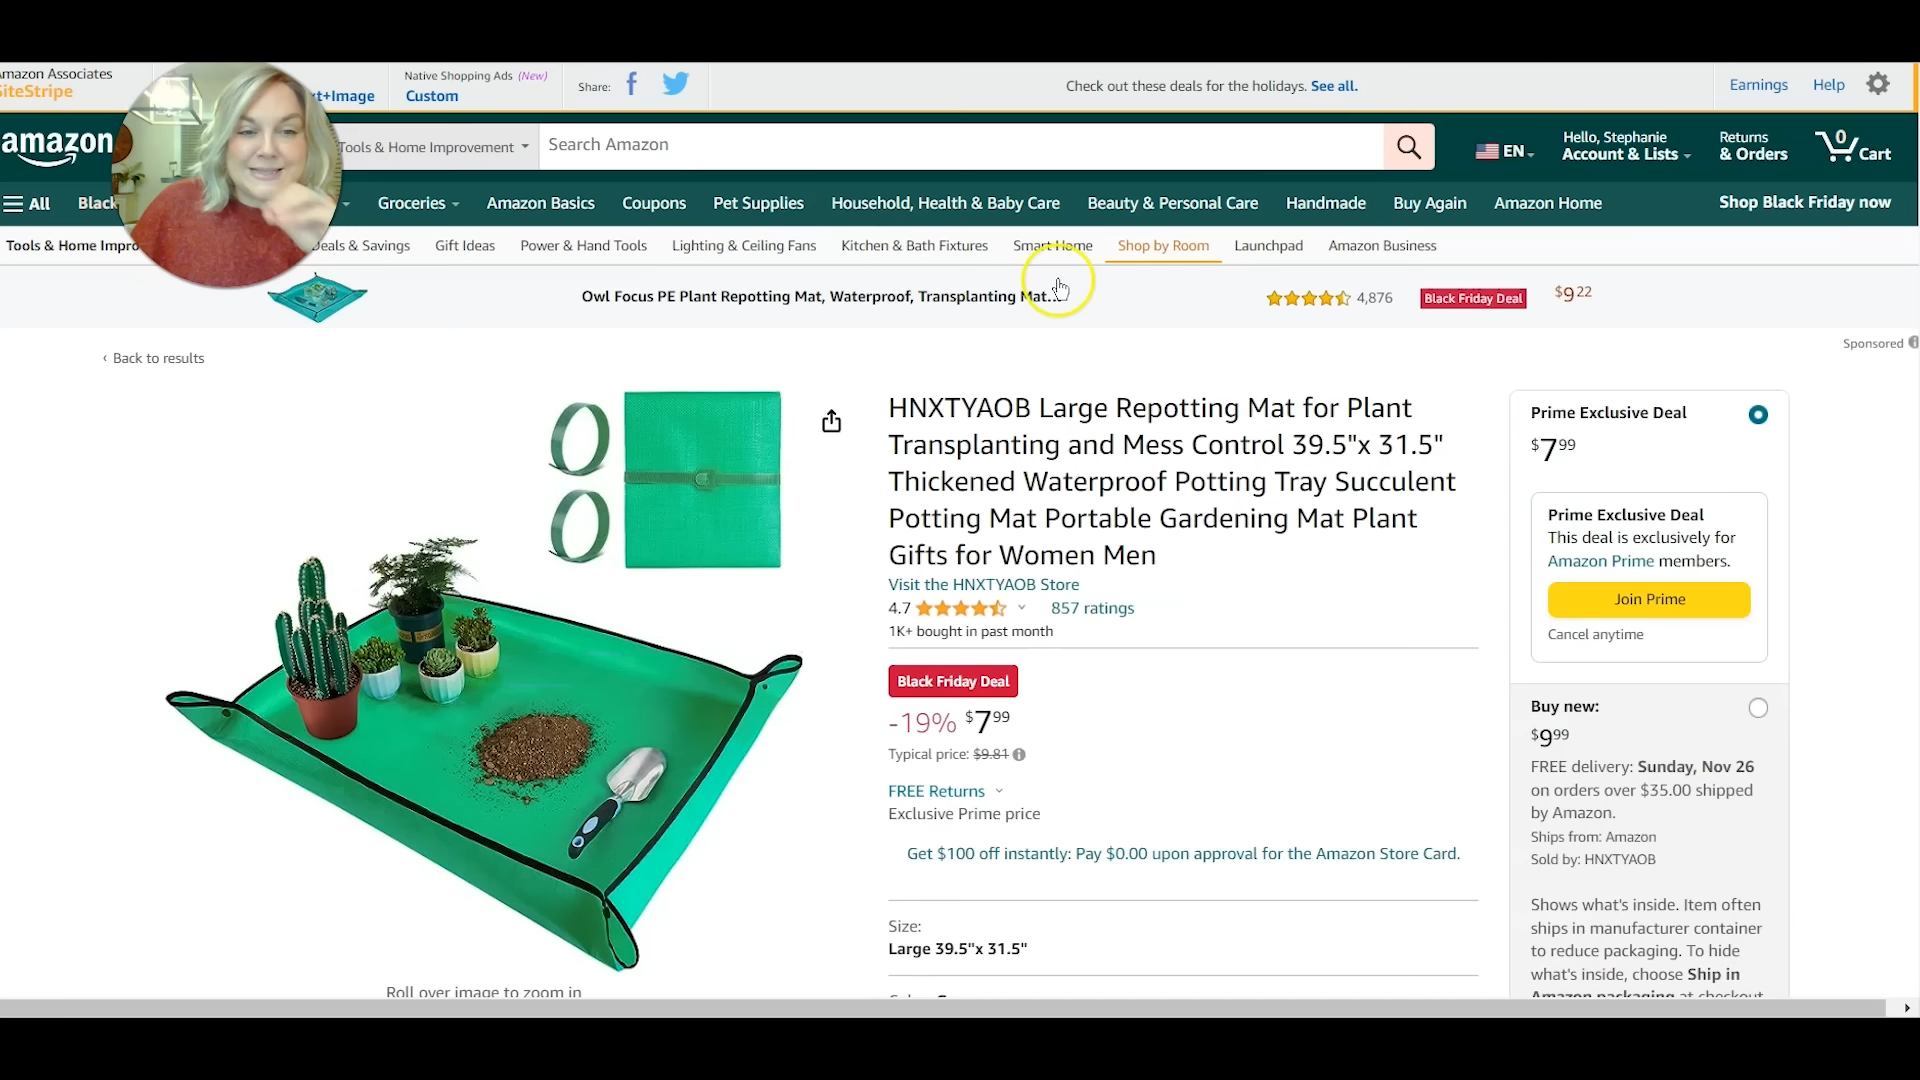 Amazon Associates
SiteStripe
xt+Image
Native Shopping Ads (New)
Custom
Share:
Check out these deals for the holidays. See all.
Earnings
Help
amazon
Tools & Home Improvement
Search Amazon
EN
Hello, Stephanie
Account & Lists
Returns
& Orders
0
Cart
All
Black
Groceries
Amazon Basics
Coupons
Pet Supplies
Household, Health & Baby Care
Beauty & Personal Care
Handmade
Buy Again
Amazon Home
Shop Black Friday now
Tools & Home Impro
Deals & Savings
Gift Ideas
Power & Hand Tools
Lighting & Ceiling Fans
Kitchen & Bath Fixtures
Smart Home
Shop by Room
Launchpad
Amazon Business
Owl Focus PE Plant Repotting Mat, Waterproof, Transplanting Mat...
4,876
Black Friday Deal
$9 22
Sponsored
‹ Back to results
HNXTYAOB Large Repotting Mat for Plant
Transplanting and Mess Control 39.5"x 31.5"
Thickened Waterproof Potting Tray Succulent
Potting Mat Portable Gardening Mat Plant
Gifts for Women Men
Visit the HNXTYAOB Store
4.7
857 ratings
1K+ bought in past month
Black Friday Deal
-19% $7 99
Typical price: $9.81
FREE Returns
Exclusive Prime price
Get $100 off instantly: Pay $0.00 upon approval for the Amazon Store Card.
Size:
Large 39.5"x 31.5"
Roll over image to zoom in
Prime Exclusive Deal
$7 99
Prime Exclusive Deal
This deal is exclusively for
Amazon Prime members.
Join Prime
Cancel anytime
Buy new:
$9 99
FREE delivery: Sunday, Nov 26
on orders over $35.00 shipped
by Amazon.
Ships from: Amazon
Sold by: HNXTYAOB
Shows what's inside. Item often
ships in manufacturer container
to reduce packaging. To hide
what's inside, choose Ship in
Amazon packaging at checkout